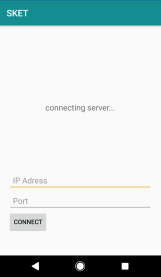 SKET
connecting server...
IP Adress
Port
CONNECT